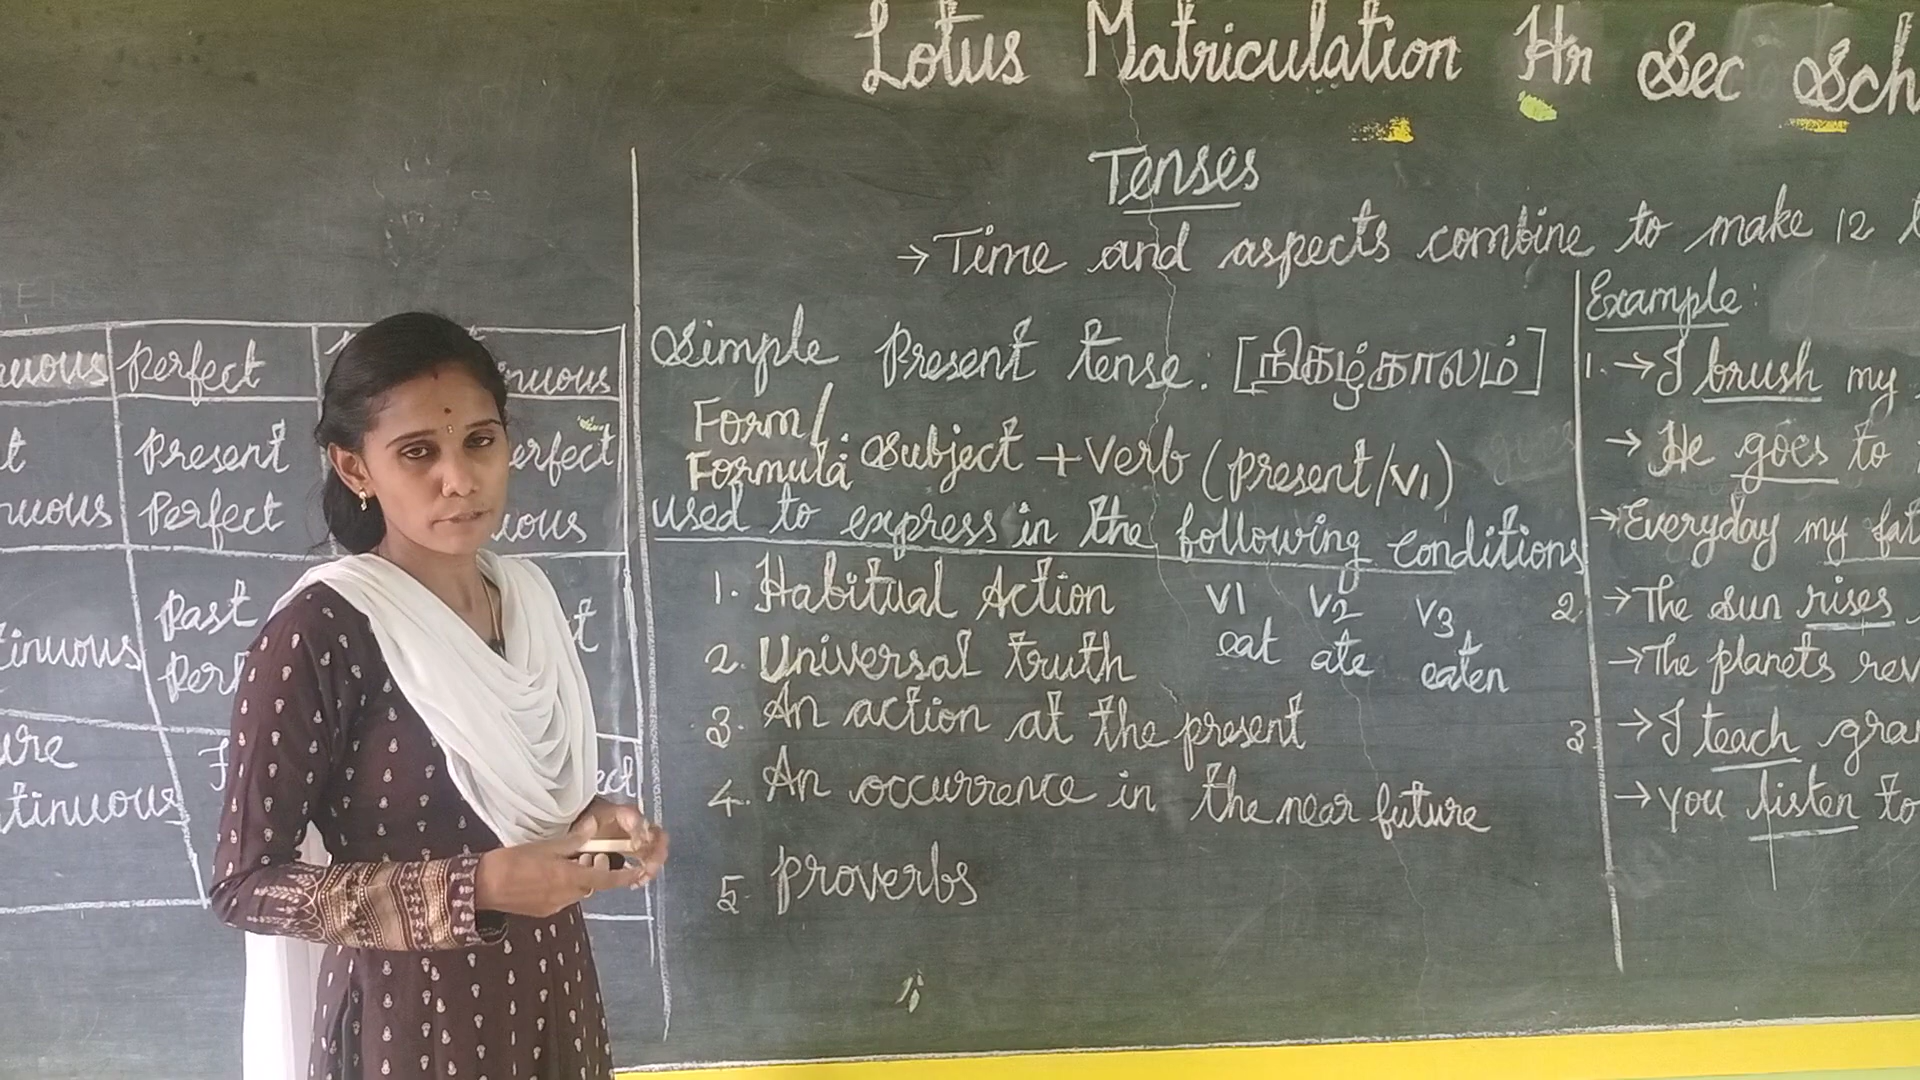 Lotus Matriculation Hr Sec Sch
Tenses
→ Time and aspects combine to make 12
Simple Present tense : [நிகழ்காலம்]
Form/
Formula: Subject + Verb (present/V1)
used to express in the following conditions
1. Habitual Action
2. Universal truth
3. An action at the present
4. An occurrence in the near future
5. Proverbs
V1 V2 V3
eat ate eaten
Example:
1. → I brush my
→ He goes to
→ Everyday my
2. → The sun rises
→ The planets
3. → I teach
→ you listen to
Perfect
Present
Perfect
Past